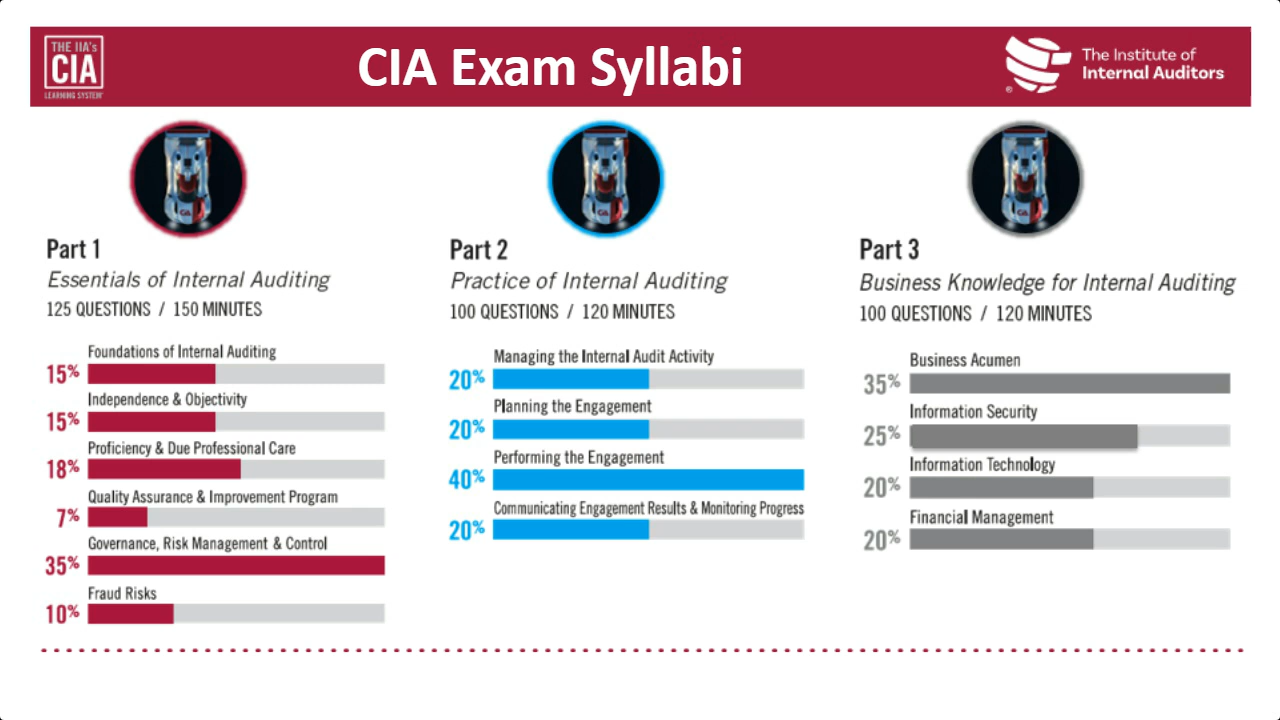 THE IIA's
CIA
LEARNING SYSTEM
CIA Exam Syllabi
The Institute of
Internal Auditors
®
Part 1
Essentials of Internal Auditing
125 QUESTIONS / 150 MINUTES
Foundations of Internal Auditing
15%
Independence & Objectivity
15%
Proficiency & Due Professional Care
18%
Quality Assurance & Improvement Program
7%
Governance, Risk Management & Control
35%
Fraud Risks
10%
Part 2
Practice of Internal Auditing
100 QUESTIONS / 120 MINUTES
Managing the Internal Audit Activity
20%
Planning the Engagement
20%
Performing the Engagement
40%
Communicating Engagement Results & Monitoring Progress
20%
Part 3
Business Knowledge for Internal Auditing
100 QUESTIONS / 120 MINUTES
Business Acumen
35%
Information Security
25%
Information Technology
20%
Financial Management
20%